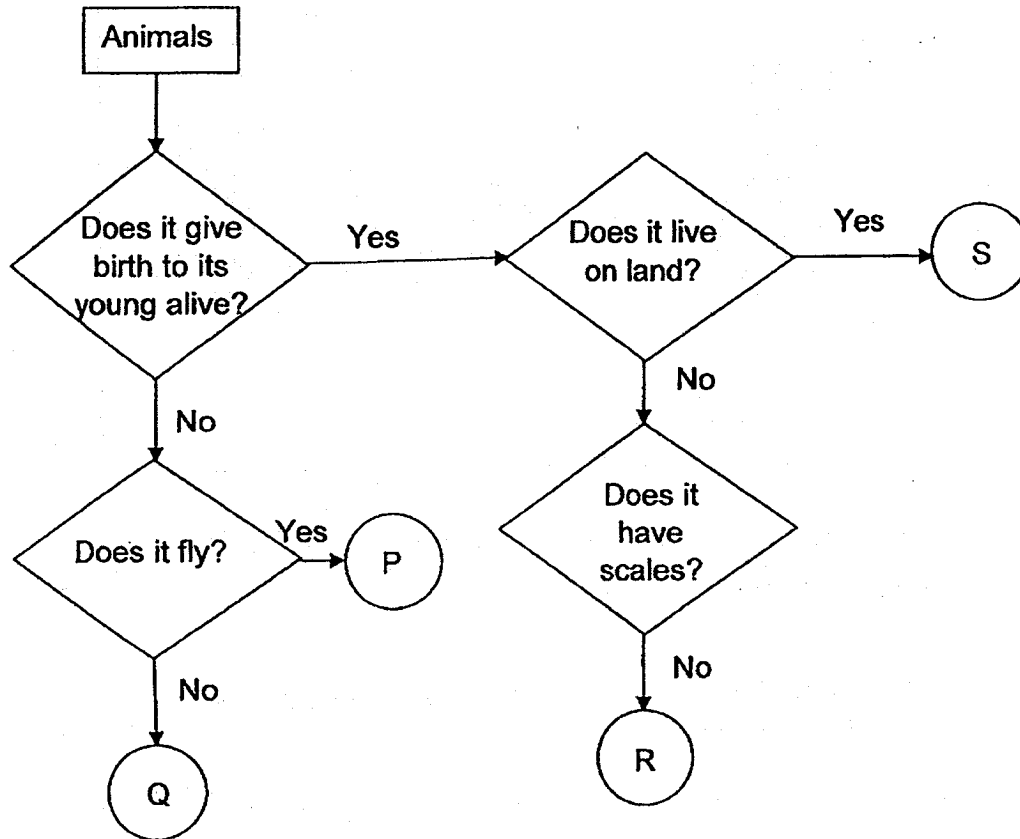 Animals
Does it give
birth to its
young alive?
Yes
Does it live
on land?
Yes
S
No
No
Does it fly?
Yes
P
Does it
have
scales?
No
Q
No
R